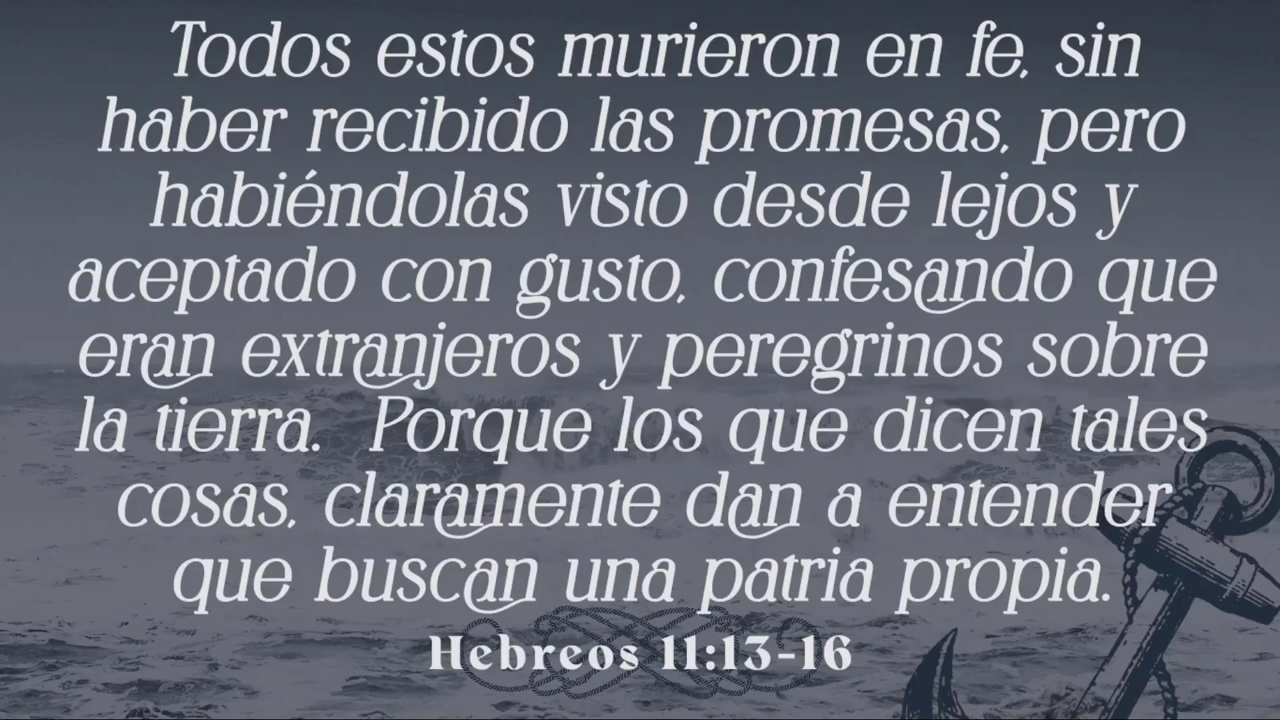 Todos estos murieron en fe, sin
haber recibido las promesas, pero
habiéndolas visto desde lejos y
aceptado con gusto, confesando que
eran extranjeros y peregrinos sobre
la tierra. Porque los que dicen tales
cosas, claramente dan a entender
que buscan una patria propia.
Hebreos 11:13-16